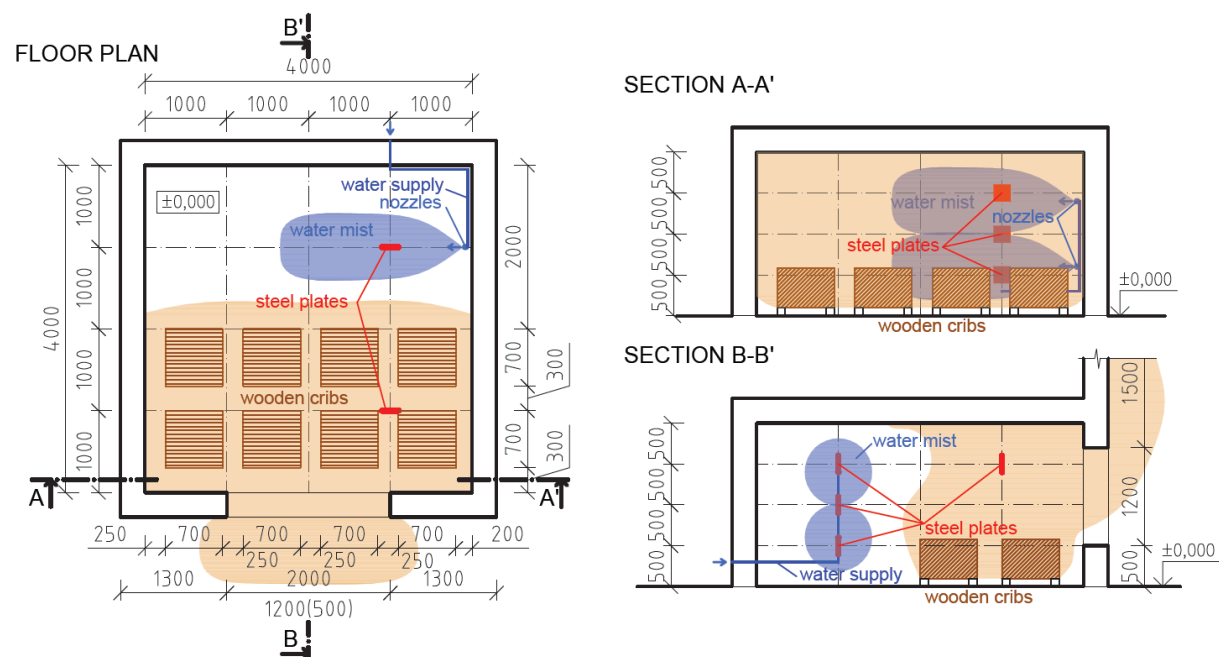 B'
FLOOR PLAN
4000
1000 1000 1000 1000
water supply
nozzles
±0,000
water mist
steel plates
wooden cribs
4000
1000
1000
1000
1000
2000
700
300
700
300
A
A'
250 700 700 700 700 200
250 250 250
1300 2000 1300
1200(500)
B
SECTION A-A'
500
500
500
500
water mist
nozzles
steel plates
±0,000
wooden cribs
SECTION B-B'
500
500
500
500
water mist
steel plates
water supply
wooden cribs
1500
1200
500
±0,000